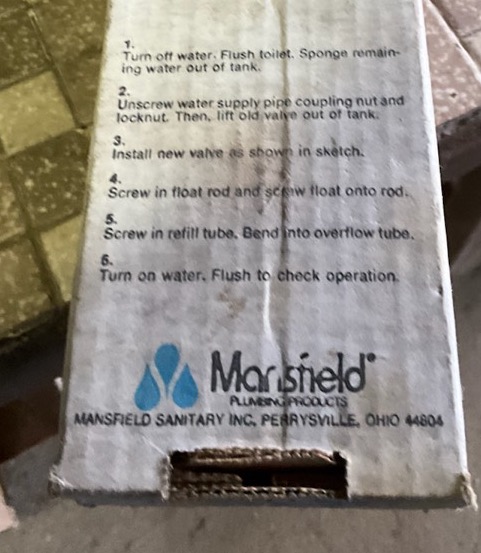 1.
Turn off water. Flush toilet. Sponge remain-
ing water out of tank.
2.
Unscrew water supply pipe coupling nut and
locknut. Then, lift old valve out of tank.
3.
Install new valve as shown in sketch.
4.
Screw in float rod and screw float onto rod.
5.
Screw in refill tube. Bend into overflow tube.
6.
Turn on water. Flush to check operation.
Mansfield®
PLUMBING PRODUCTS
MANSFIELD SANITARY INC. PERRYSVILLE, OHIO 44804